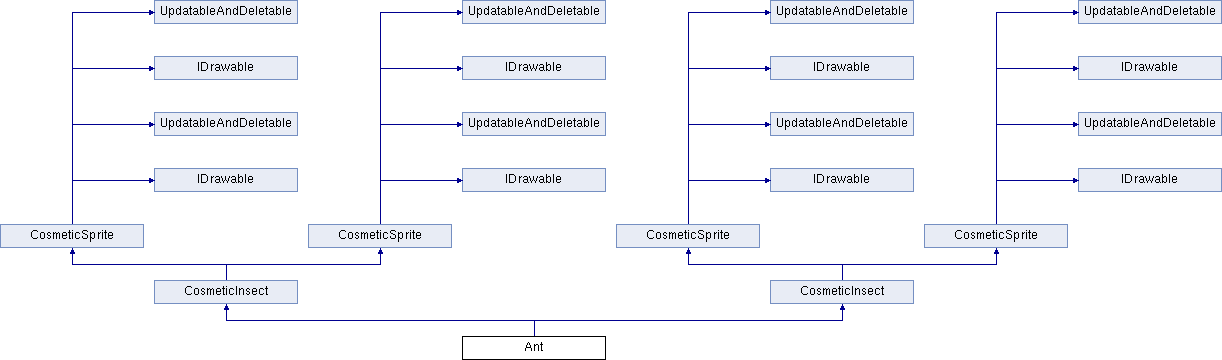 UpdatableAndDeletable UpdatableAndDeletable UpdatableAndDeletable UpdatableAndDeletable
IDrawable IDrawable IDrawable IDrawable
UpdatableAndDeletable UpdatableAndDeletable UpdatableAndDeletable UpdatableAndDeletable
IDrawable IDrawable IDrawable IDrawable
CosmeticSprite CosmeticSprite CosmeticSprite CosmeticSprite
CosmeticInsect CosmeticInsect
Ant